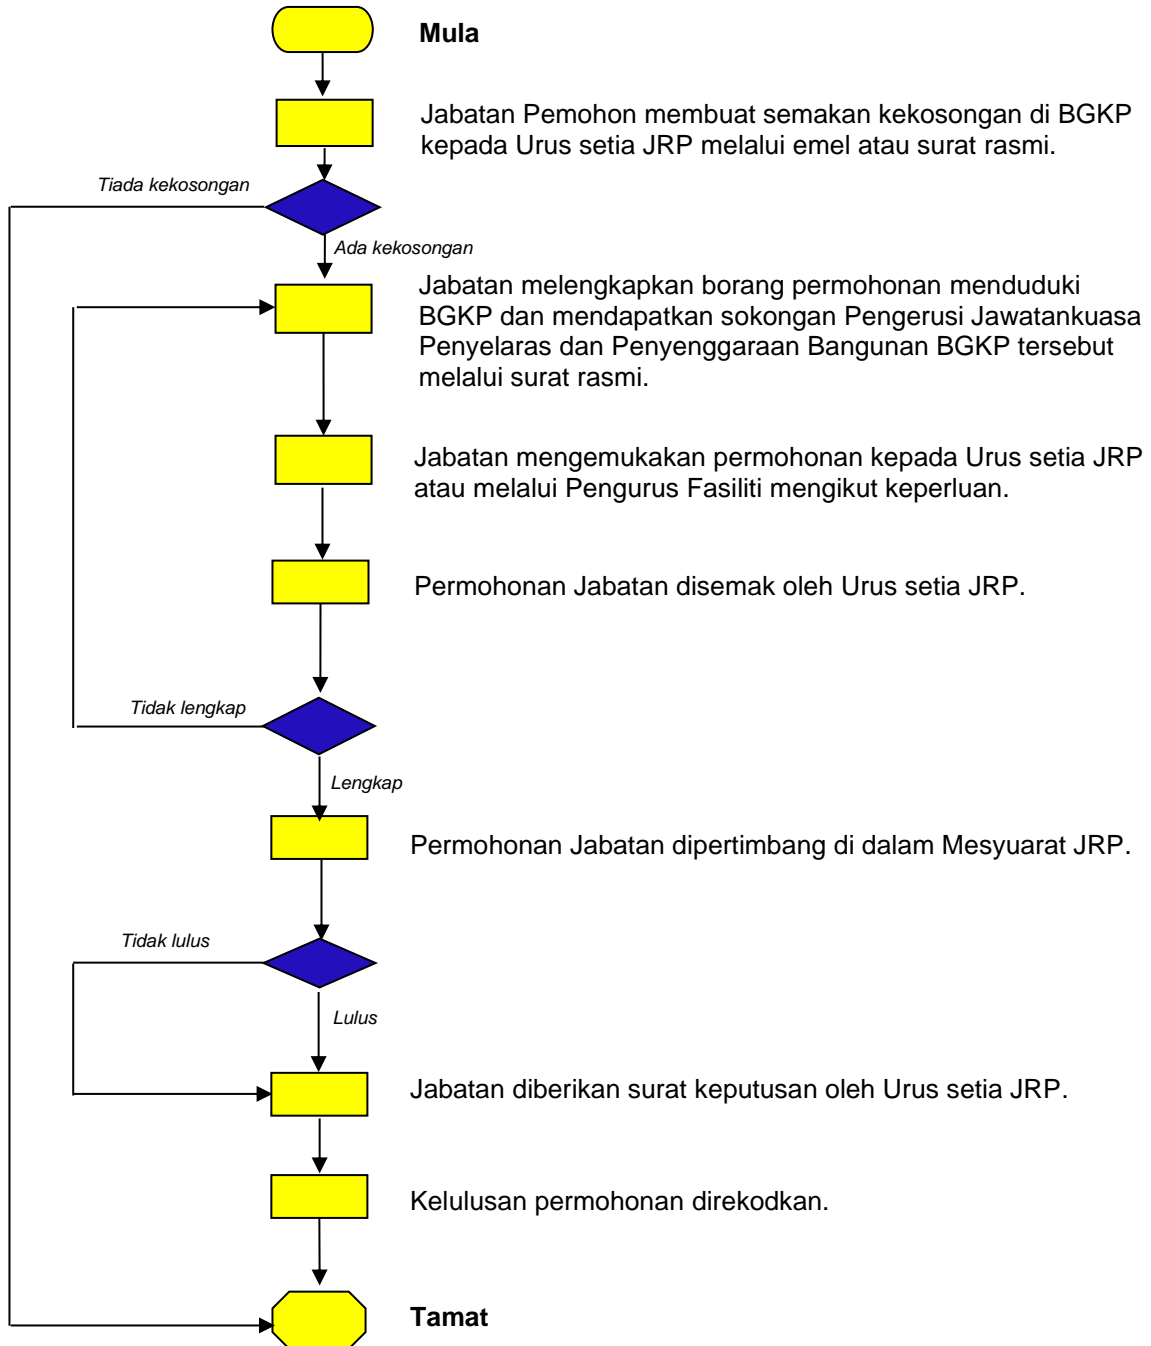 Mula
Jabatan Pemohon membuat semakan kekosongan di BGKP
kepada Urus setia JRP melalui emel atau surat rasmi.
Tiada kekosongan
Ada kekosongan
Jabatan melengkapkan borang permohonan menduduki
BGKP dan mendapatkan sokongan Pengerusi Jawatankuasa
Penyelaras dan Penyenggaraan Bangunan BGKP tersebut
melalui surat rasmi.
Jabatan mengemukakan permohonan kepada Urus setia JRP
atau melalui Pengurus Fasiliti mengikut keperluan.
Permohonan Jabatan disemak oleh Urus setia JRP.
Tidak lengkap
Lengkap
Permohonan Jabatan dipertimbang di dalam Mesyuarat JRP.
Tidak lulus
Lulus
Jabatan diberikan surat keputusan oleh Urus setia JRP.
Kelulusan permohonan direkodkan.
Tamat